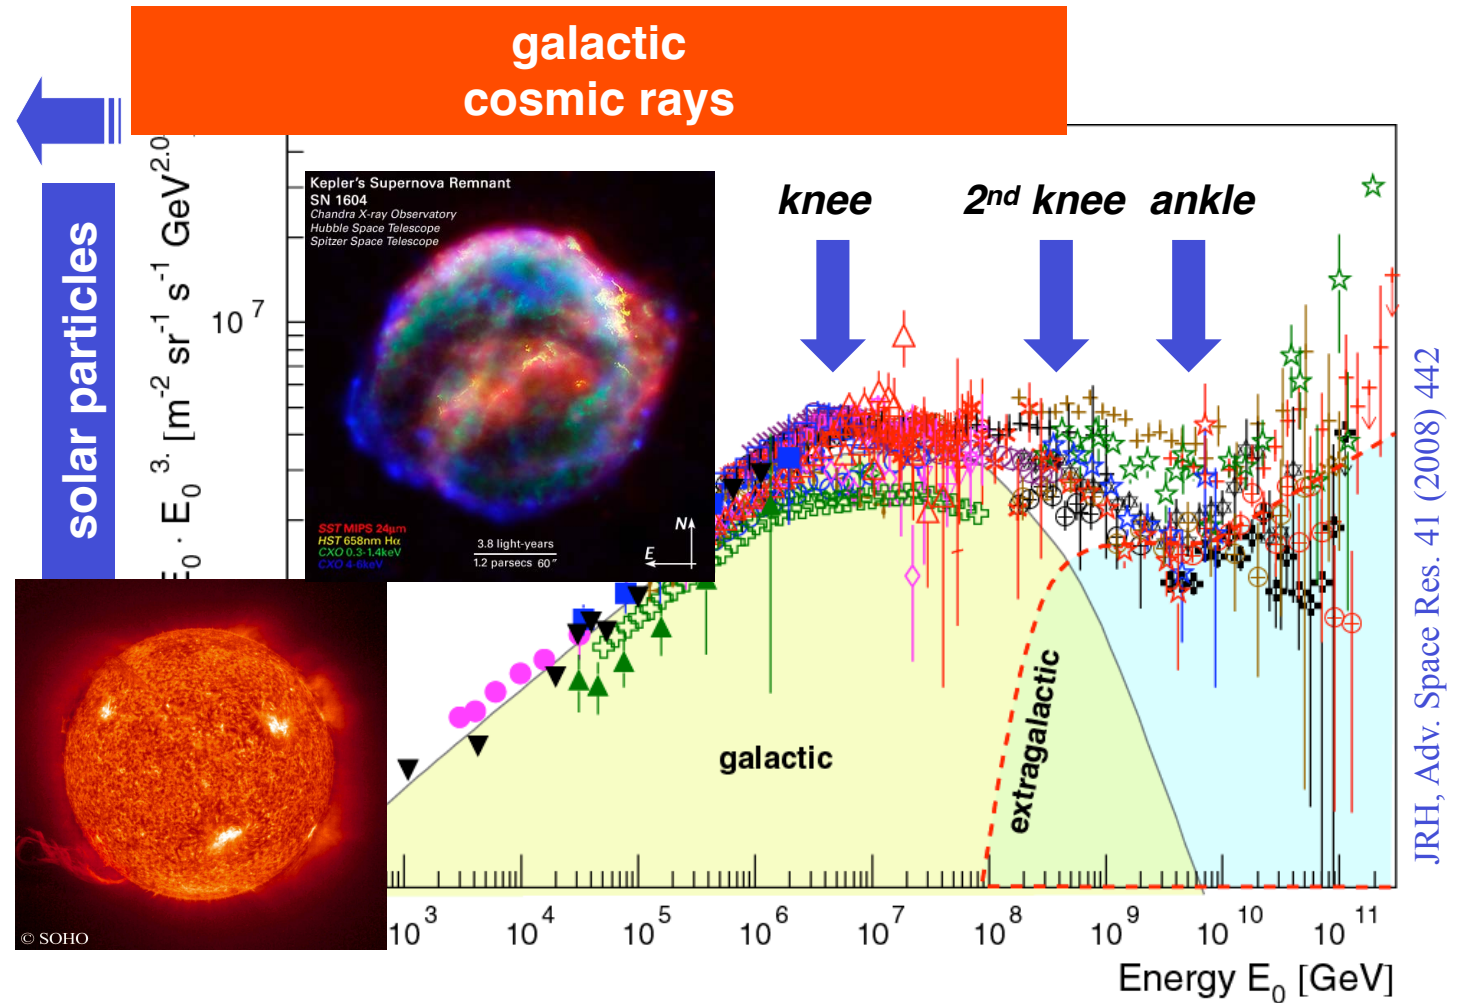 galactic
cosmic rays
solar particles
E₀ · E₀ ³· [m⁻² sr⁻¹ s⁻¹ GeV²·⁰
10 ⁷
Kepler's Supernova Remnant
SN 1604
Chandra X-ray Observatory
Hubble Space Telescope
Spitzer Space Telescope
SST MIPS 24μm
HST 658nm Hα
CXO 0.3-1.4keV
CXO 4-6keV
3.8 light-years
1.2 parsecs 60″
N
E
knee
2ⁿᵈ knee
ankle
galactic
extragalactic
© SOHO
10 ³
10 ⁴
10 ⁵
10 ⁶
10 ⁷
10 ⁸
10 ⁹
10 ¹⁰
10 ¹¹
Energy E₀ [GeV]
JRH, Adv. Space Res. 41 (2008) 442